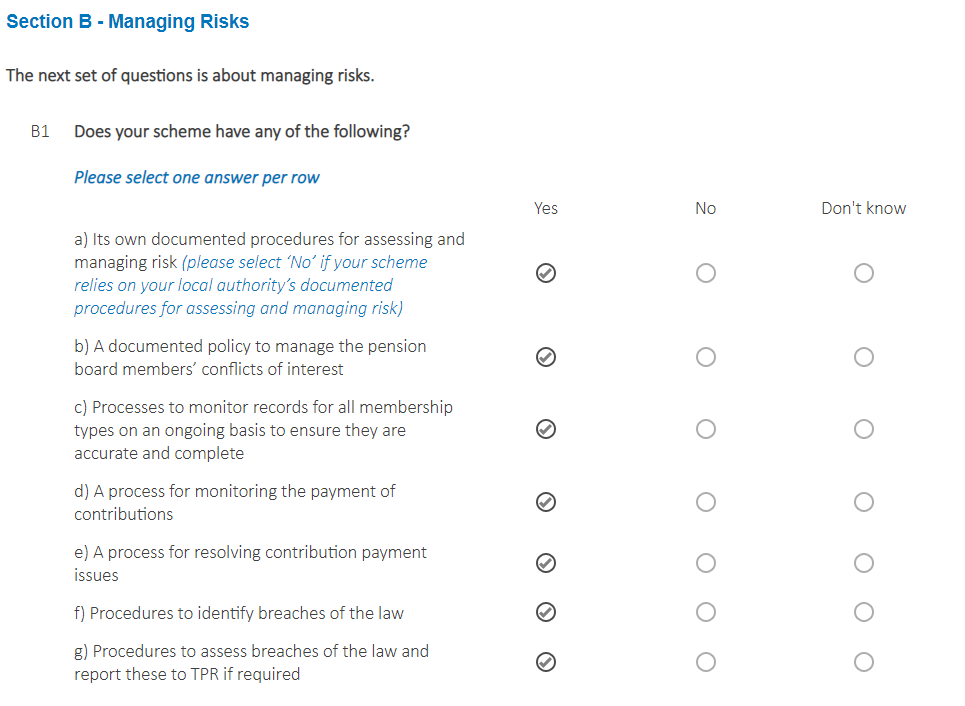 Section B - Managing Risks
The next set of questions is about managing risks.
B1 Does your scheme have any of the following?
Please select one answer per row
Yes No Don't know
a) Its own documented procedures for assessing and
managing risk (please select ‘No’ if your scheme
relies on your local authority’s documented
procedures for assessing and managing risk)
b) A documented policy to manage the pension
board members’ conflicts of interest
c) Processes to monitor records for all membership
types on an ongoing basis to ensure they are
accurate and complete
d) A process for monitoring the payment of
contributions
e) A process for resolving contribution payment
issues
f) Procedures to identify breaches of the law
g) Procedures to assess breaches of the law and
report these to TPR if required